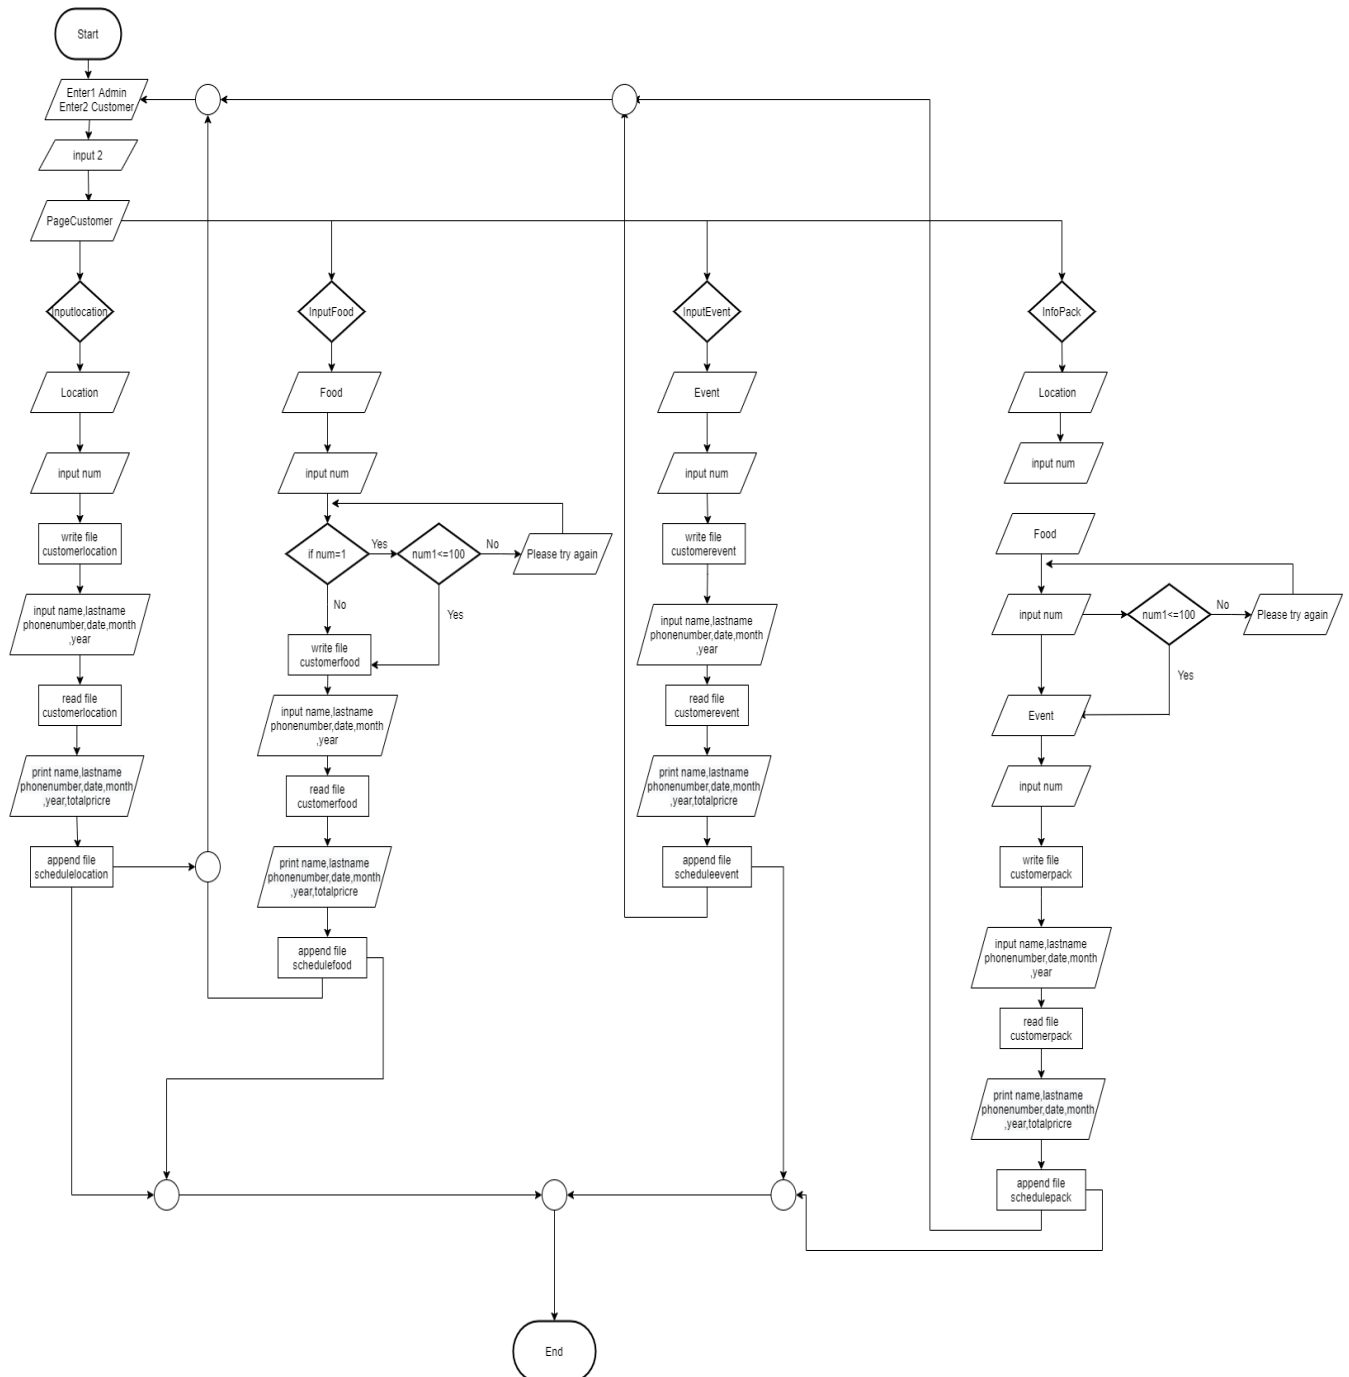 Start
Enter1 Admin
Enter2 Customer
input 2
PageCustomer
Inputlocation
Location
input num
write file
customerlocation
input name,lastname
phonenumber,date,month
,year
read file
customerlocation
print name,lastname
phonenumber,date,month
,year,totalpricre
append file
schedulelocation
InputFood
Food
input num
if num=1
Yes
num1<=100
No
Please try again
No
Yes
write file
customerfood
input name,lastname
phonenumber,date,month
,year
read file
customerfood
print name,lastname
phonenumber,date,month
,year,totalpricre
append file
schedulefood
InputEvent
Event
input num
write file
customerevent
input name,lastname
phonenumber,date,month
,year
read file
customerevent
print name,lastname
phonenumber,date,month
,year,totalpricre
append file
scheduleevent
InfoPack
Location
input num
Food
input num
num1<=100
No
Please try again
Yes
Event
input num
write file
customerpack
input name,lastname
phonenumber,date,month
,year
read file
customerpack
print name,lastname
phonenumber,date,month
,year,totalpricre
append file
schedulepack
End